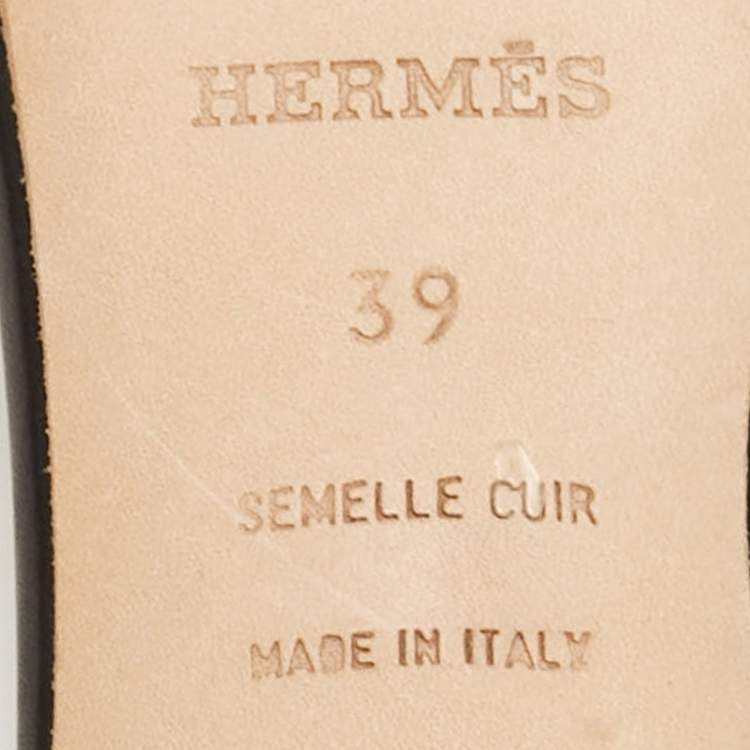 HERMÈS
39
SEMELLE CUIR
MADE IN ITALY